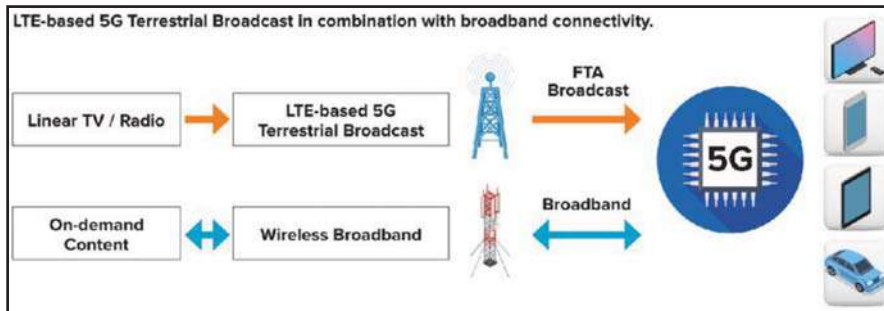 LTE-based 5G Terrestrial Broadcast in combination with broadband connectivity.
Linear TV / Radio
LTE-based 5G
Terrestrial Broadcast
FTA
Broadcast
5G
On-demand
Content
Wireless Broadband
Broadband